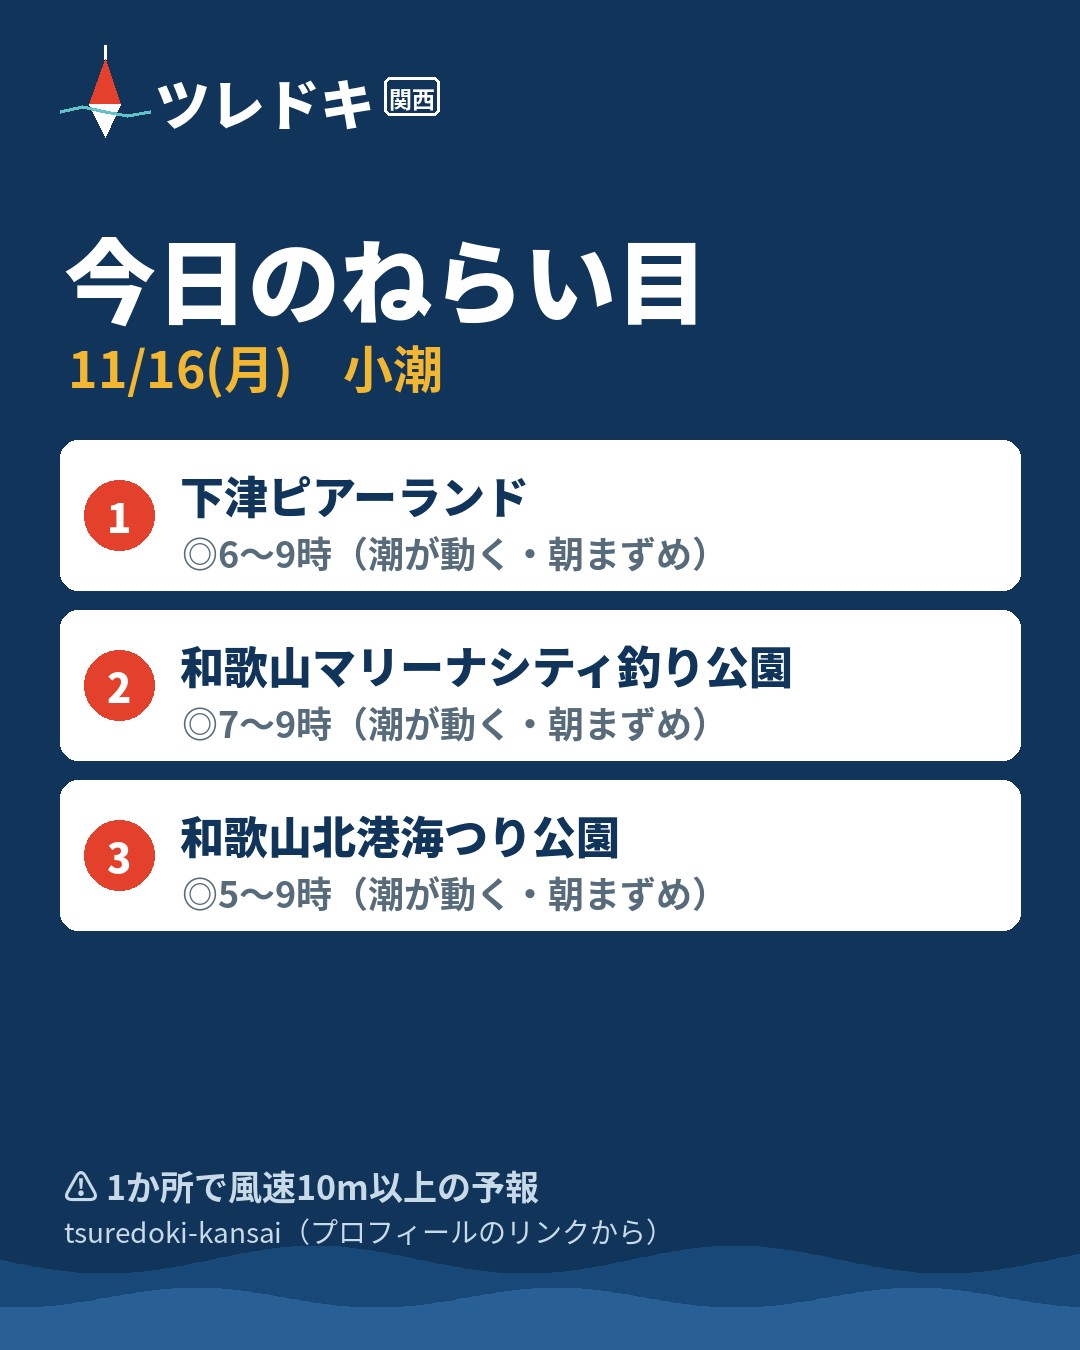 ツレドキ 関西
今日のねらい目
11/16(月)　小潮
1 下津ピアーランド
◎6〜9時（潮が動く・朝まずめ）
2 和歌山マリーナシティ釣り公園
◎7〜9時（潮が動く・朝まずめ）
3 和歌山北港海つり公園
◎5〜9時（潮が動く・朝まずめ）
⚠ 1か所で風速10m以上の予報
tsuredoki-kansai（プロフィールのリンクから）